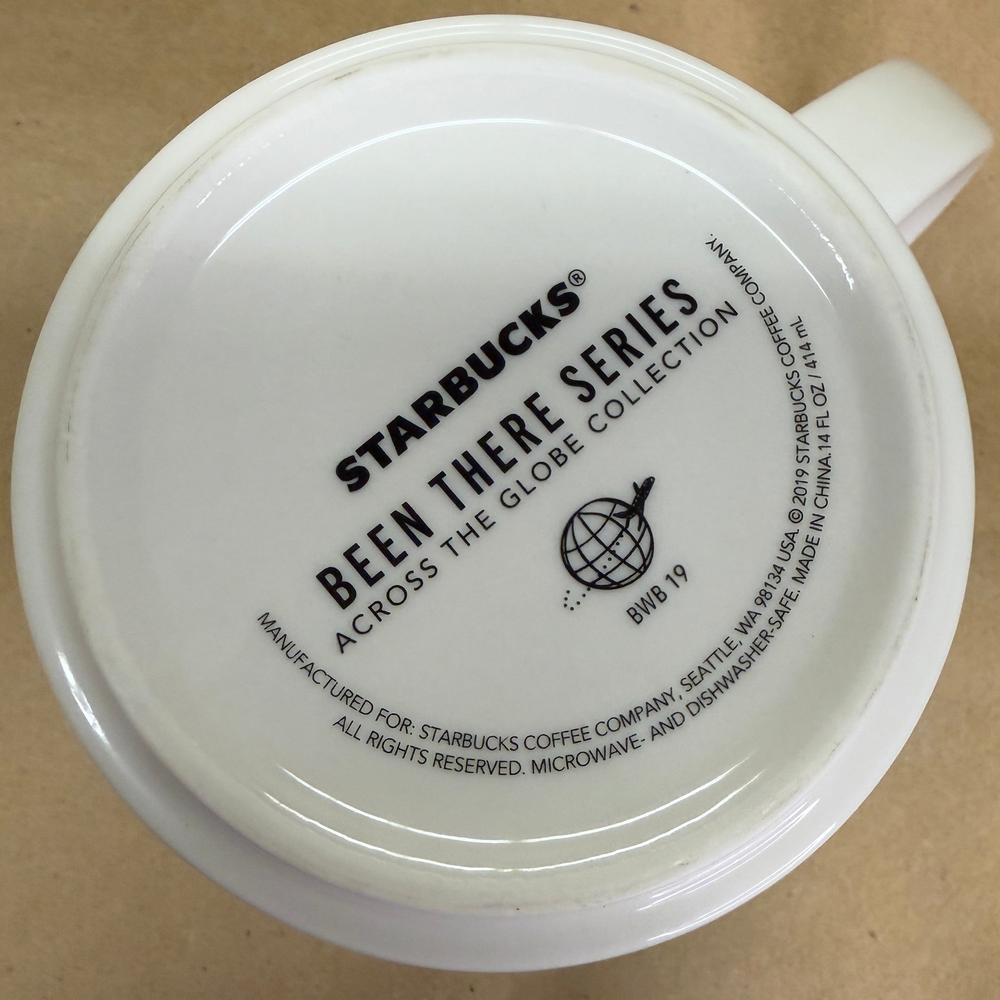 STARBUCKS®
BEEN THERE SERIES
ACROSS THE GLOBE COLLECTION
BWB 19
MANUFACTURED FOR: STARBUCKS COFFEE COMPANY, SEATTLE, WA 98134 USA. © 2019 STARBUCKS COFFEE COMPANY.
ALL RIGHTS RESERVED. MICROWAVE- AND DISHWASHER-SAFE. MADE IN CHINA.14 FL OZ / 414 mL